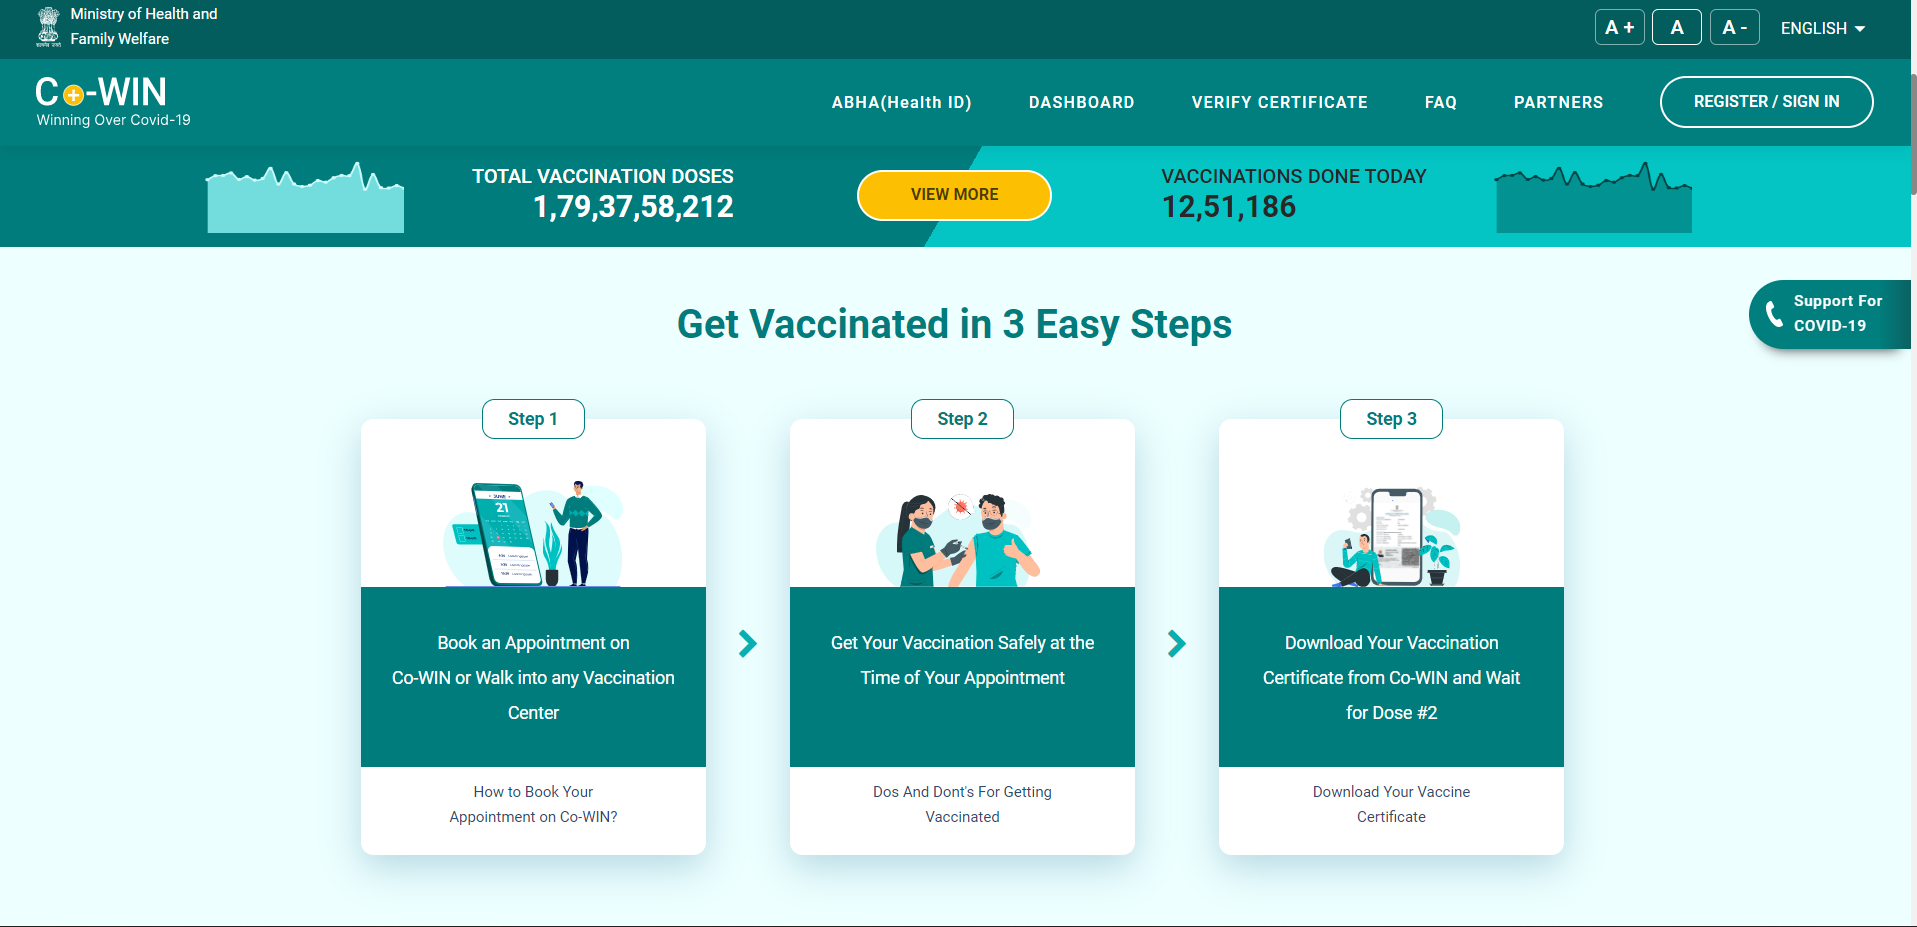 Ministry of Health and
Family Welfare
A +
A
A -
ENGLISH
Co-WIN
Winning Over Covid-19
ABHA(Health ID)
DASHBOARD
VERIFY CERTIFICATE
FAQ
PARTNERS
REGISTER / SIGN IN
TOTAL VACCINATION DOSES
1,79,37,58,212
VIEW MORE
VACCINATIONS DONE TODAY
12,51,186
Support For
COVID-19
Get Vaccinated in 3 Easy Steps
Step 1
JUNE
21
Book an Appointment on
Co-WIN or Walk into any Vaccination
Center
How to Book Your
Appointment on Co-WIN?
Step 2
Get Your Vaccination Safely at the
Time of Your Appointment
Dos And Dont's For Getting
Vaccinated
Step 3
Download Your Vaccination
Certificate from Co-WIN and Wait
for Dose #2
Download Your Vaccine
Certificate